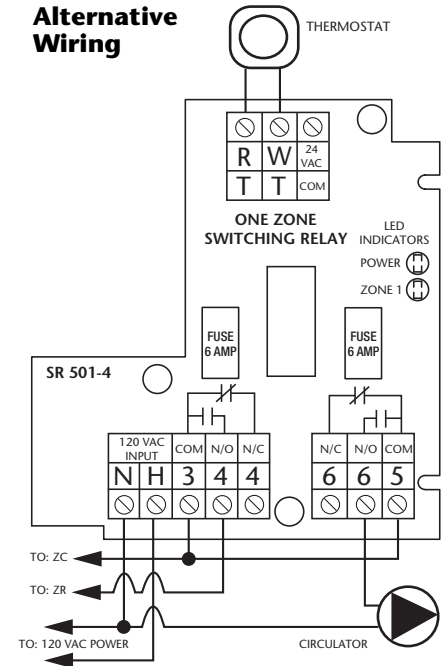 Alternative
Wiring
THERMOSTAT
R W 24 VAC
T T COM
ONE ZONE
SWITCHING RELAY
LED
INDICATORS
POWER
ZONE 1
FUSE
6 AMP
FUSE
6 AMP
SR 501-4
120 VAC
INPUT
COM N/O N/C
N H 3 4 4
N/C N/O COM
6 6 5
TO: ZC
TO: ZR
TO: 120 VAC POWER
CIRCULATOR